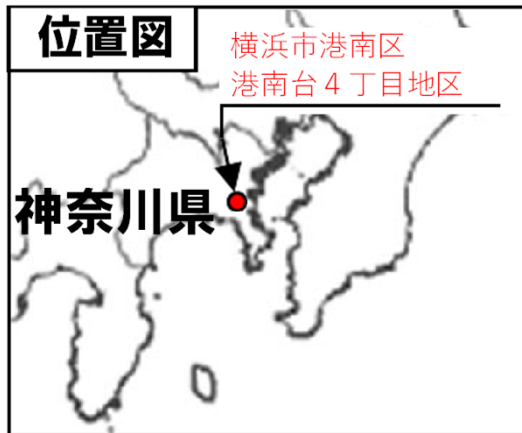 位置図
横浜市港南区
港南台４丁目地区
神奈川県